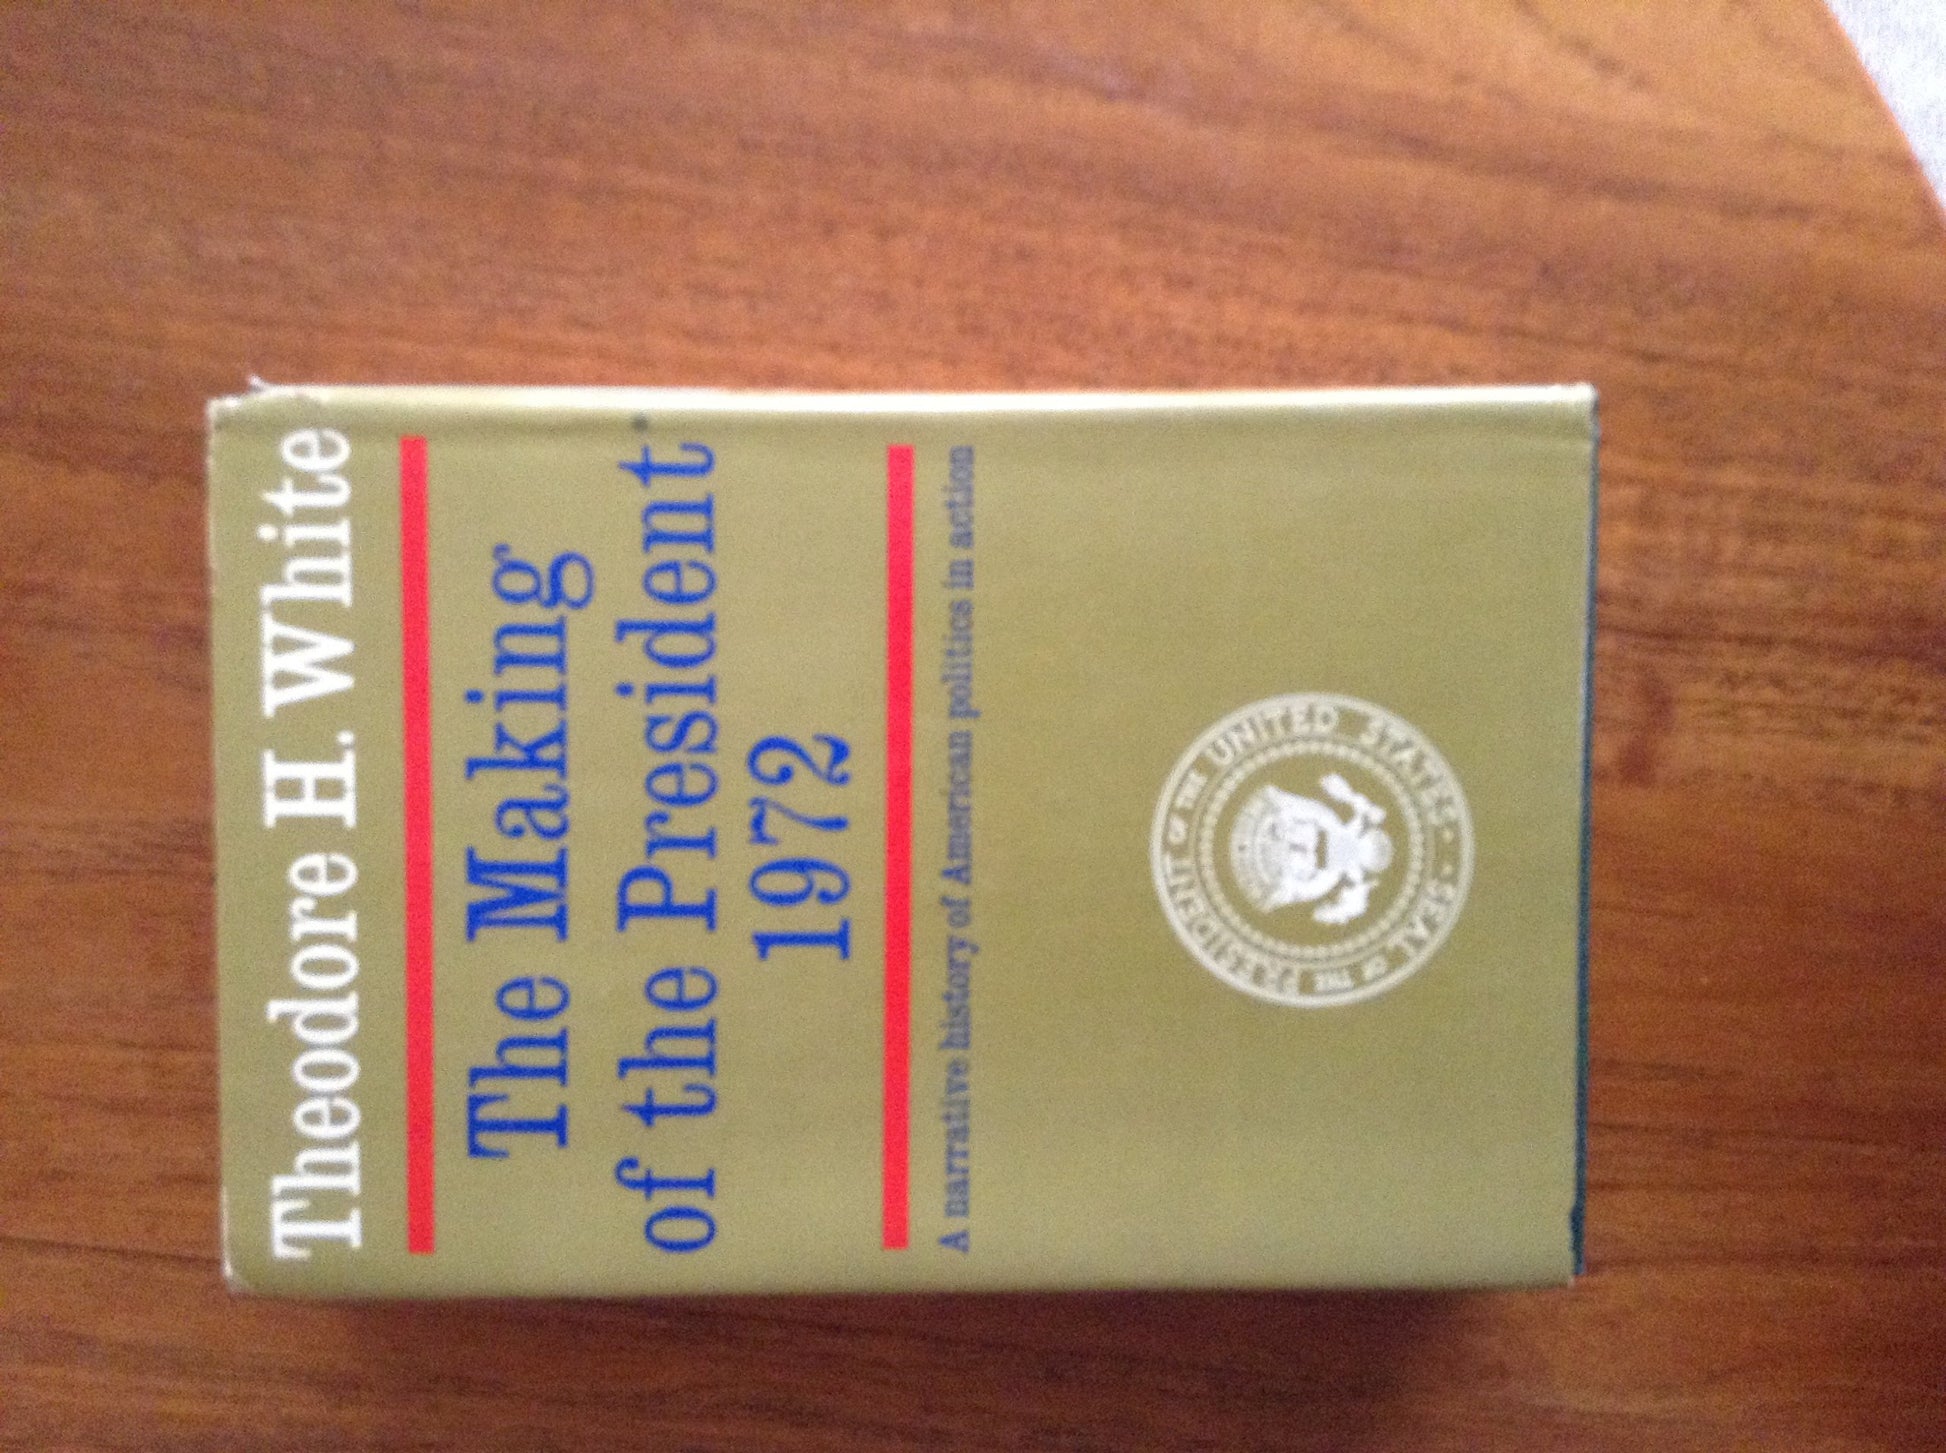 Theodore H. White
The Making
of the President
1972
A narrative history of American politics in action
SEAL OF THE PRESIDENT OF THE UNITED STATES